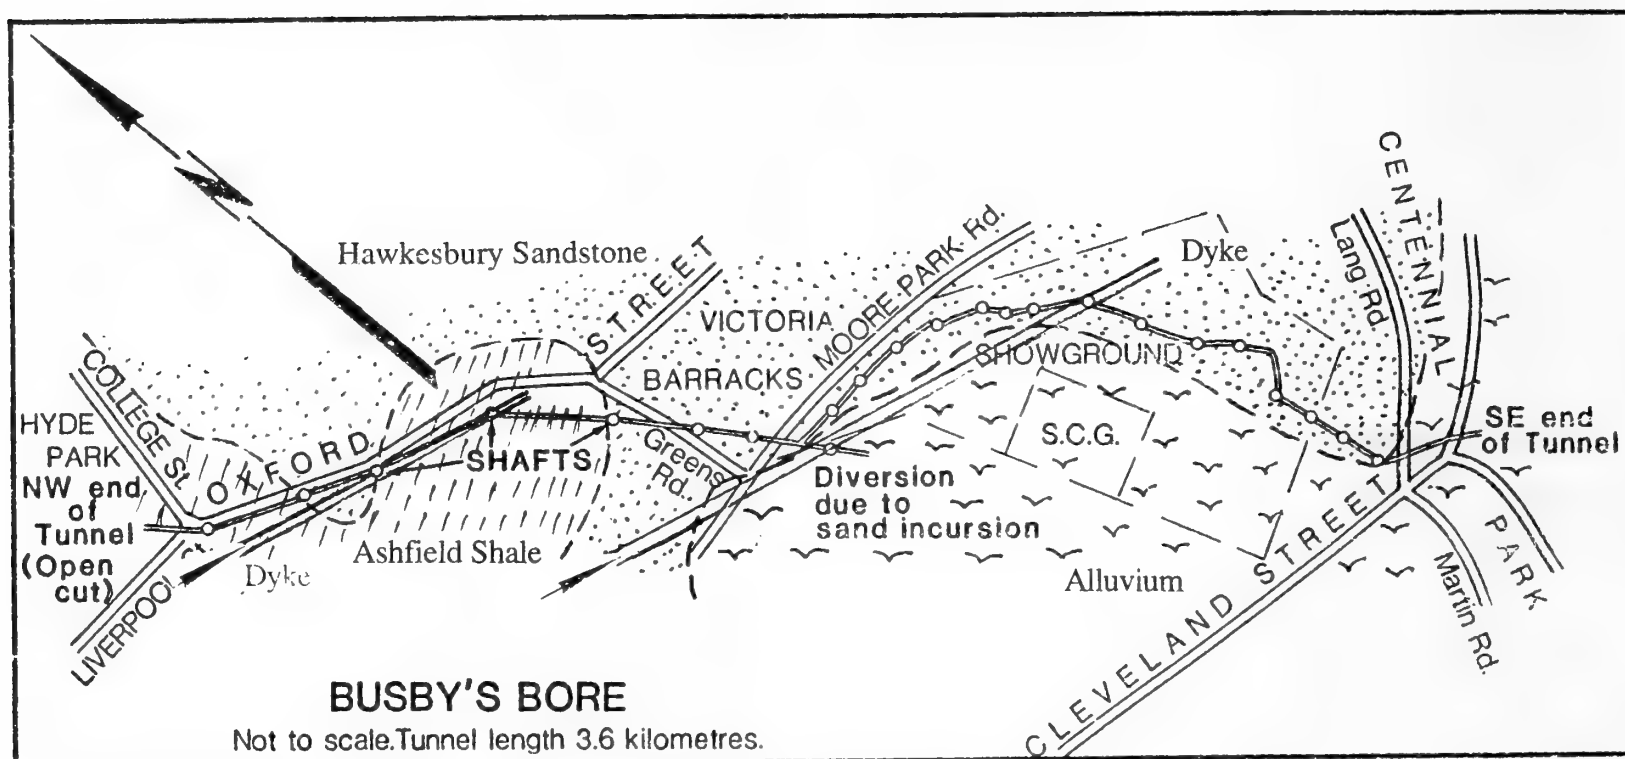 CENTENNIAL
Hawkesbury Sandstone
STREET
MOORE PARK Rd.
Dyke
Lang Rd.
VICTORIA
BARRACKS
SHOWGROUND
COLLEGE St.
HYDE
PARK
NW end
of
Tunnel
(Open
cut)
OXFORD
SHAFTS
Greens
Rd.
S.C.G.
SE end
of Tunnel
Diversion
due to
sand incursion
Ashfield Shale
Dyke
Alluvium
LIVERPOOL
CLEVELAND STREET
Martin Rd.
PARK
BUSBY'S BORE
Not to scale.Tunnel length 3.6 kilometres.